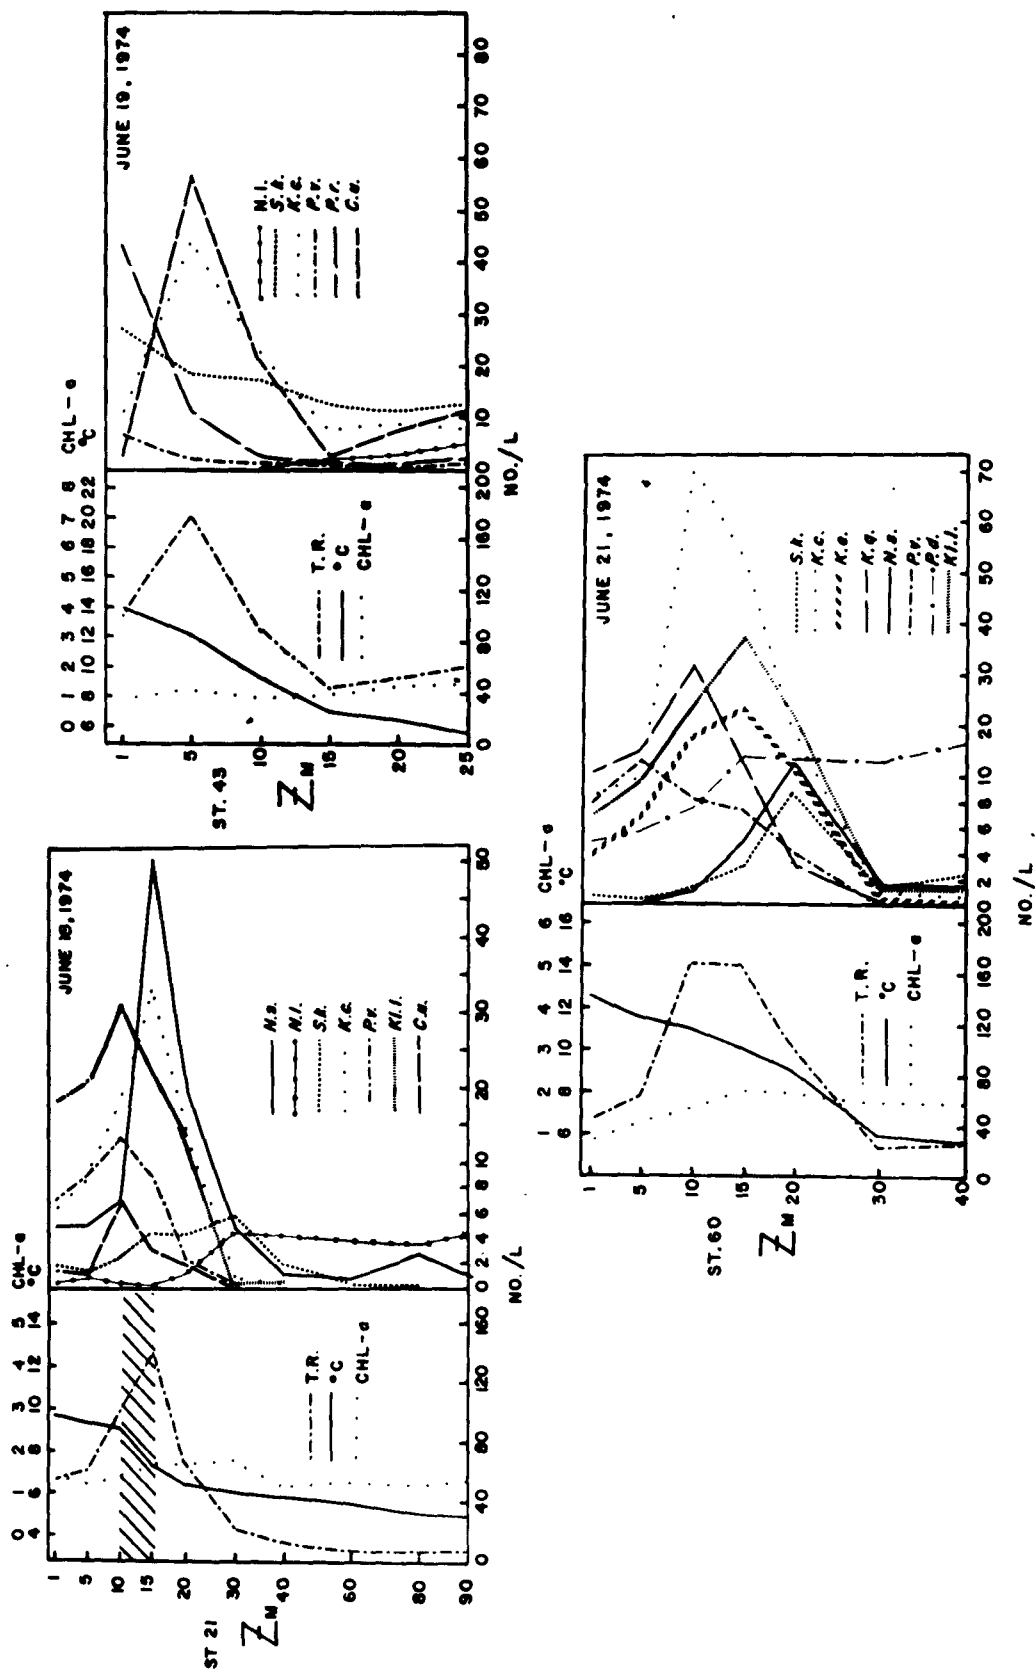 ST 21
Z M
JUNE 18, 1974
CHL-a
0 1 2 3 4 5
°C
4 6 8 10 12 14
1
5
10
15
20
30
40
60
90
T.R.
°C
CHL-a
0 40 80 120 160
N.s.
N.l.
S.k.
K.c.
P.v.
Kl.l.
C.u.
0 2 4 6 8 10 20 30 50 50
NO./L
ST. 43
Z M
JUNE 19, 1974
CHL-a
0 1 2 3 4 5 6 7 8
°C
6 8 10 12 14 16 18 20 22
1
5
10
15
20
25
T.R.
°C
CHL-a
0 40 80 120 160 200
N.l.
S.k.
K.c.
P.v.
P.r.
C.u.
10 20 30 40 50 60 70 80
NO./L
ST. 60
Z M
JUNE 21, 1974
CHL-a
1 2 3 4 5 6
°C
6 8 10 12 14 16
1
5
10
15
20
30
40
T.R.
°C
CHL-a
0 40 80 120 160 200
S.k.
K.c.
K.e.
K.q.
N.s.
P.v.
P.d.
Kl.l.
2 4 6 8 10 20 30 40 50 60 70
NO./L